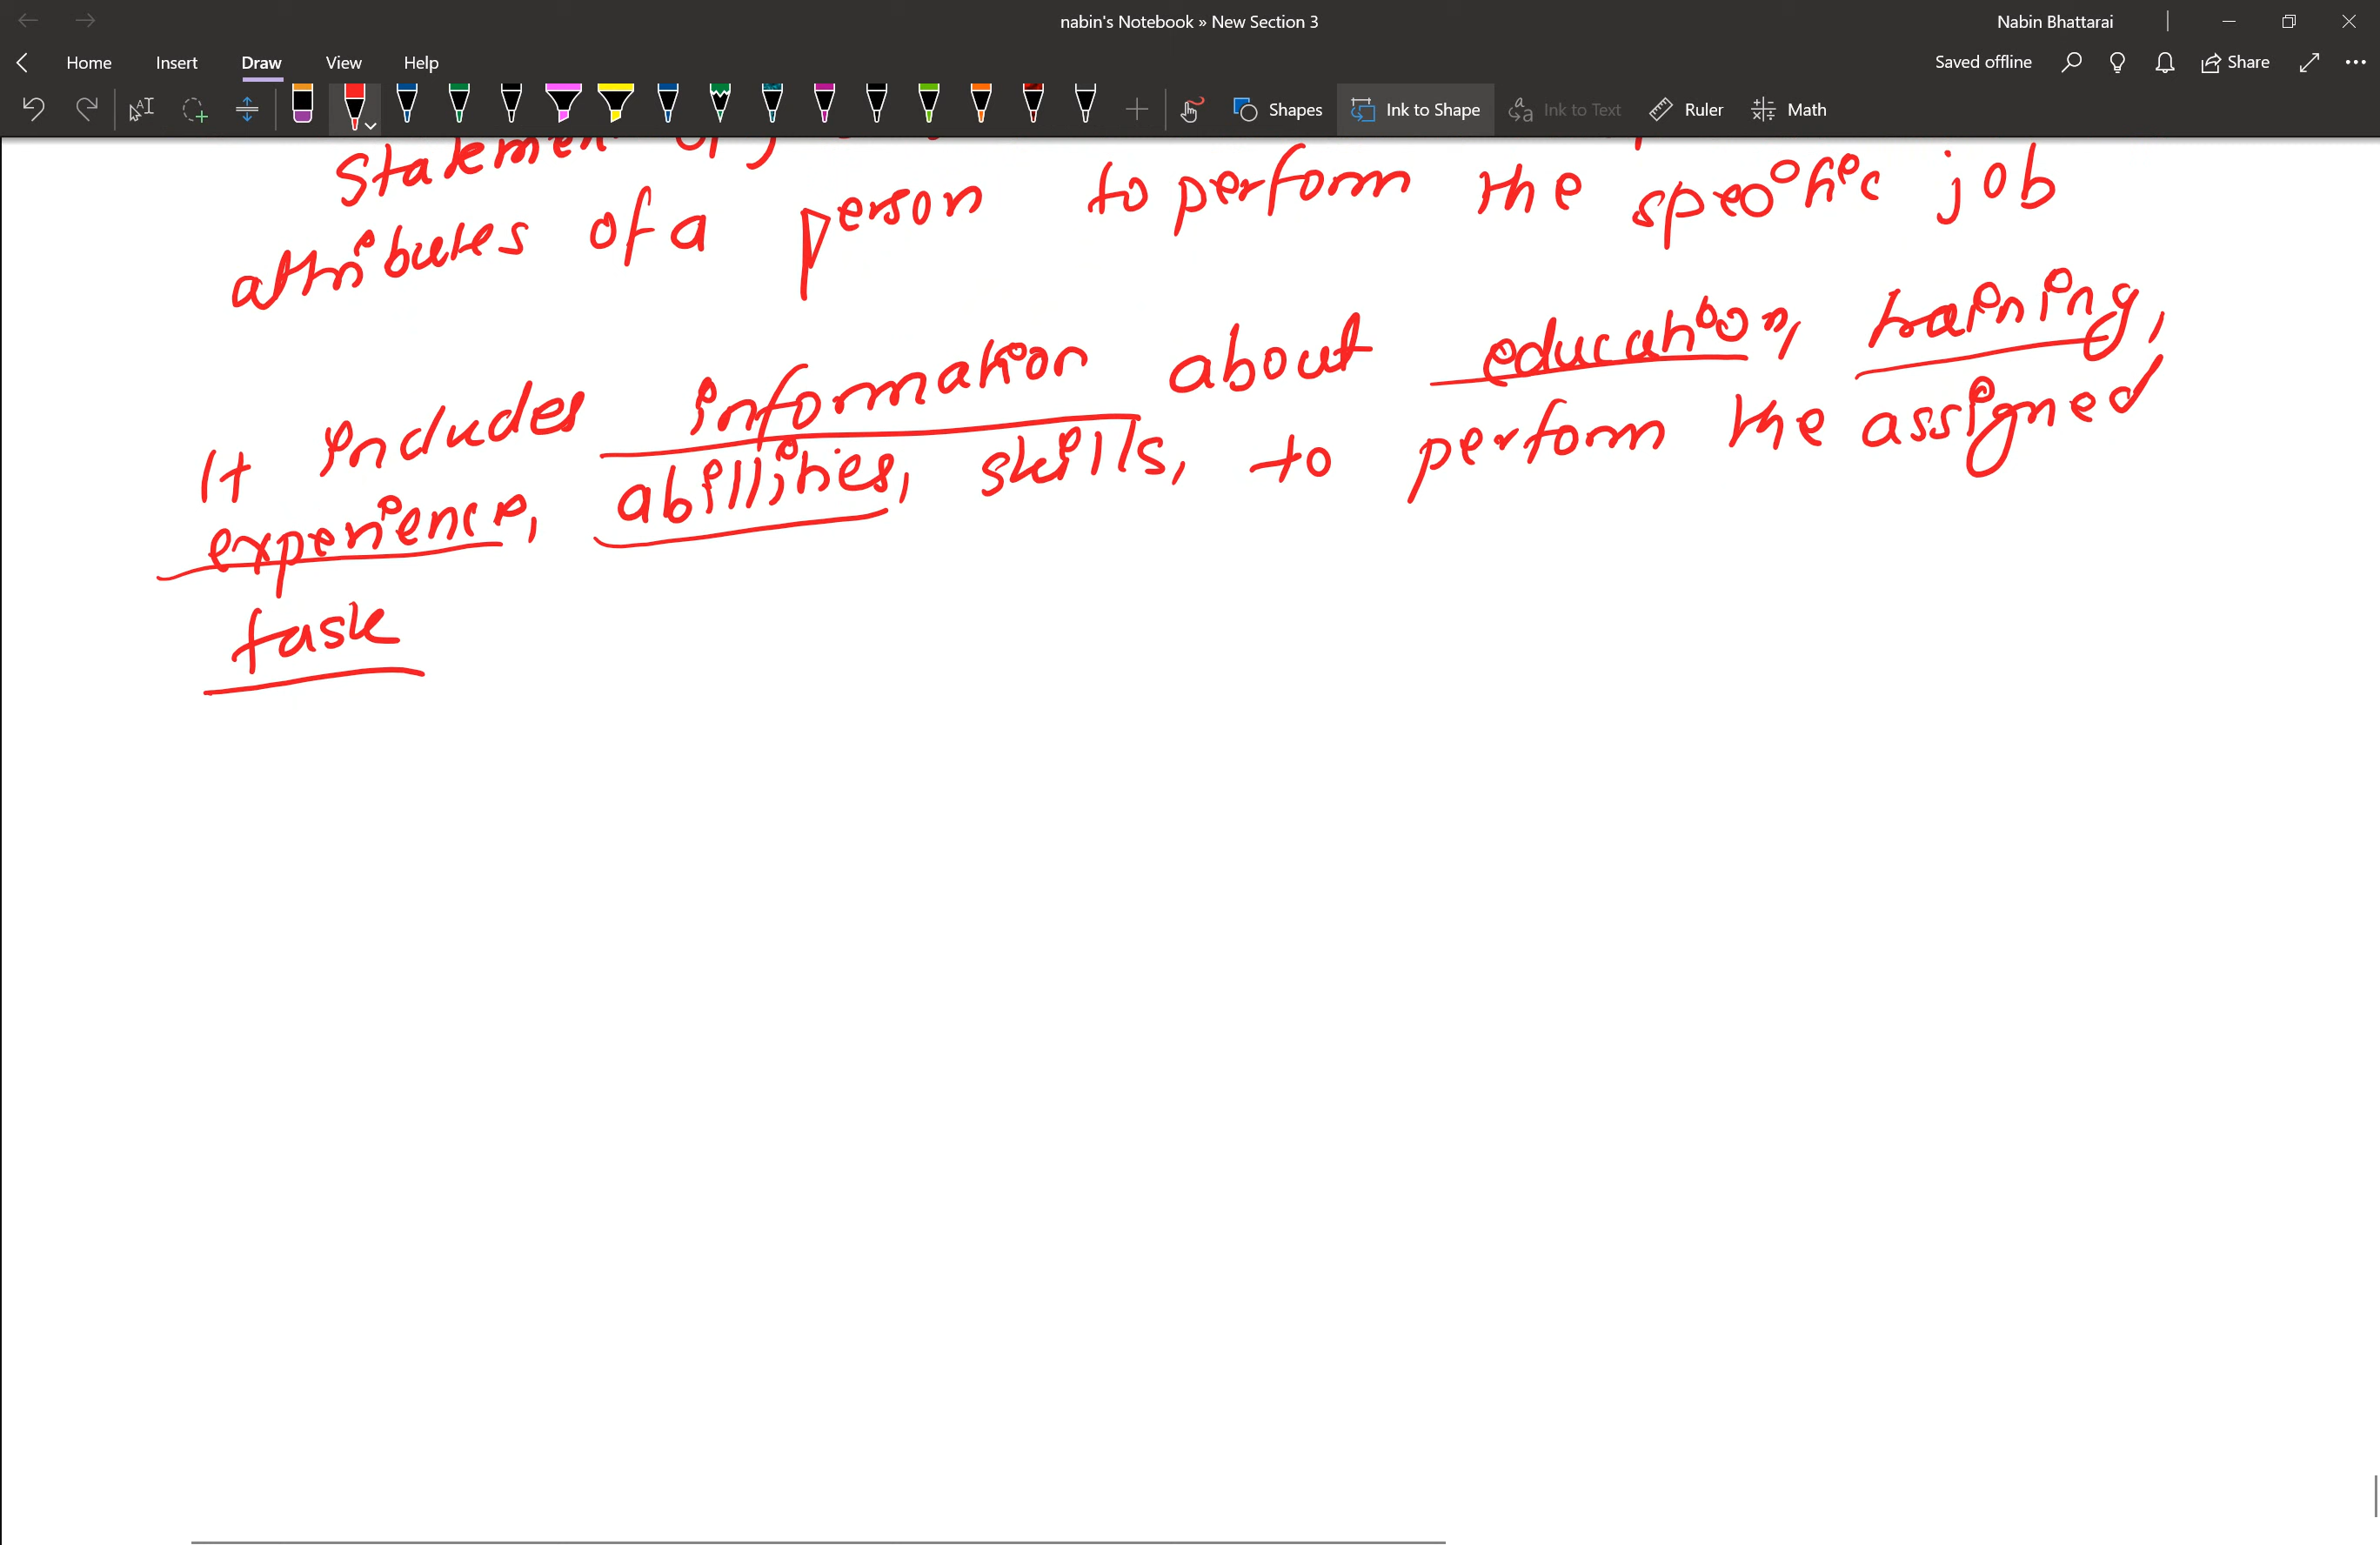 nabin's Notebook » New Section 3
Nabin Bhattarai
Home Insert Draw View Help
Saved offline Share
Shapes Ink to Shape Ink to Text Ruler Math
Statement of
attributes of a person to perform the specific job
It includes information about education, training,
experience, abillities, skills, to perform the assigned
task